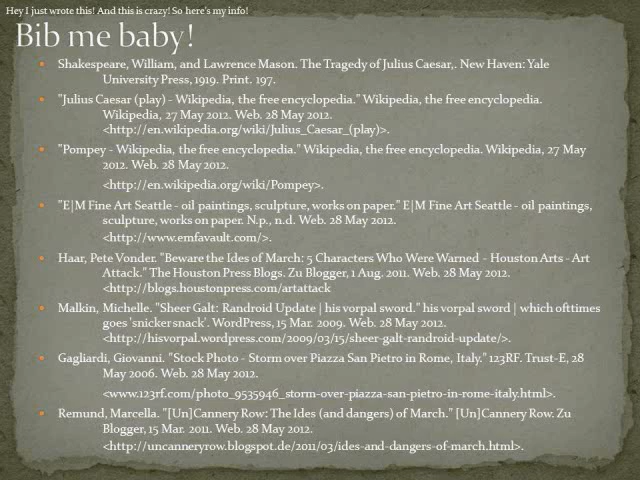 Hey I just wrote this! And this is crazy! So here's my info!
Bib me baby!
Shakespeare, William, and Lawrence Mason. The Tragedy of Julius Caesar,. New Haven: Yale
University Press, 1919. Print. 197.
"Julius Caesar (play) - Wikipedia, the free encyclopedia." Wikipedia, the free encyclopedia.
Wikipedia, 27 May 2012. Web. 28 May 2012.
<http://en.wikipedia.org/wiki/Julius_Caesar_(play)>.
"Pompey - Wikipedia, the free encyclopedia." Wikipedia, the free encyclopedia. Wikipedia, 27 May
2012. Web. 28 May 2012.
<http://en.wikipedia.org/wiki/Pompey>.
"E|M Fine Art Seattle - oil paintings, sculpture, works on paper." E|M Fine Art Seattle - oil paintings,
sculpture, works on paper. N.p., n.d. Web. 28 May 2012.
<http://www.emfavault.com/>.
Haar, Pete Vonder. "Beware the Ides of March: 5 Characters Who Were Warned - Houston Arts - Art
Attack." The Houston Press Blogs. Zu Blogger, 1 Aug. 2011. Web. 28 May 2012.
<http://blogs.houstonpress.com/artattack
Malkin, Michelle. "Sheer Galt: Randroid Update | his vorpal sword." his vorpal sword | which ofttimes
goes 'snicker snack'. WordPress, 15 Mar. 2009. Web. 28 May 2012.
<http://hisvorpal.wordpress.com/2009/03/15/sheer-galt-randroid-update/>.
Gagliardi, Giovanni. "Stock Photo - Storm over Piazza San Pietro in Rome, Italy." 123RF. Trust-E, 28
May 2006. Web. 28 May 2012.
<www.123rf.com/photo_9535946_storm-over-piazza-san-pietro-in-rome-italy.html>.
Remund, Marcella. "[Un]Cannery Row: The Ides (and dangers) of March." [Un]Cannery Row. Zu
Blogger, 15 Mar. 2011. Web. 28 May 2012.
<http://uncanneryrow.blogspot.de/2011/03/ides-and-dangers-of-march.html>.